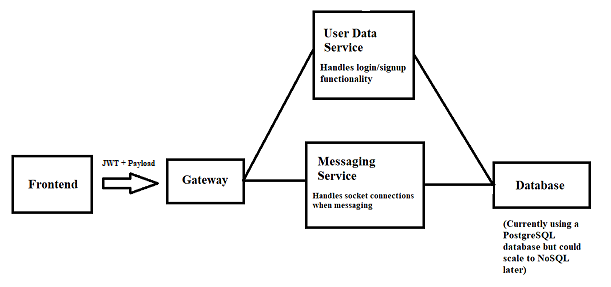 User Data
Service
Handles login/signup
functionality
JWT + Payload
Frontend
Gateway
Messaging
Service
Handles socket connections
when messaging
Database
(Currently using a
PostgreSQL
database but could
scale to NoSQL
later)